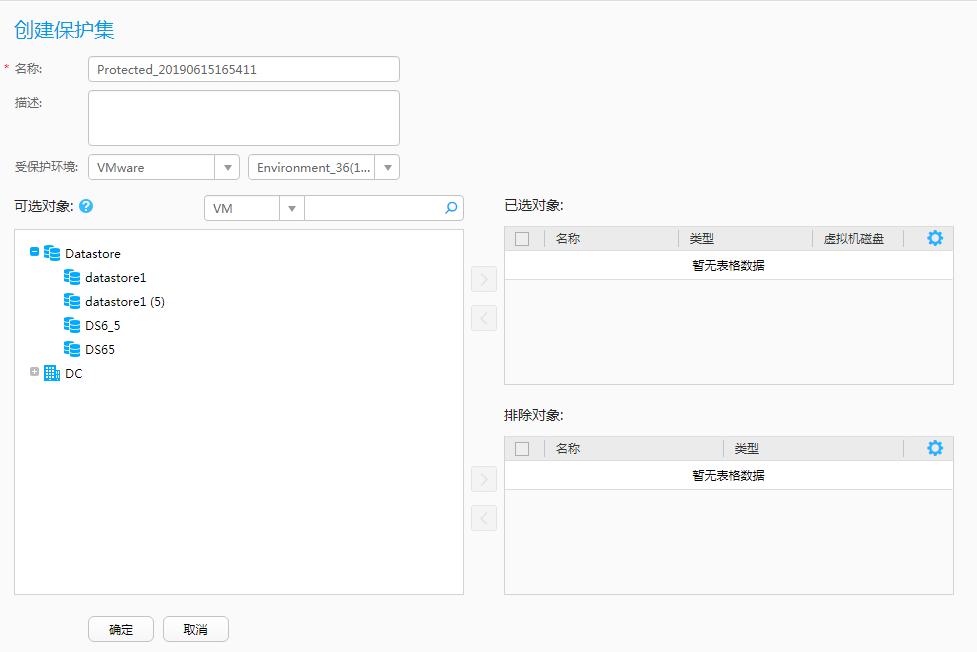 创建保护集
* 名称: Protected_20190615165411
描述:
受保护环境: VMware Environment_36(1...
可选对象: ? VM
Datastore
datastore1
datastore1 (5)
DS6_5
DS65
DC
已选对象:
名称 类型 虚拟机磁盘
暂无表格数据
排除对象:
名称 类型
暂无表格数据
确定 取消